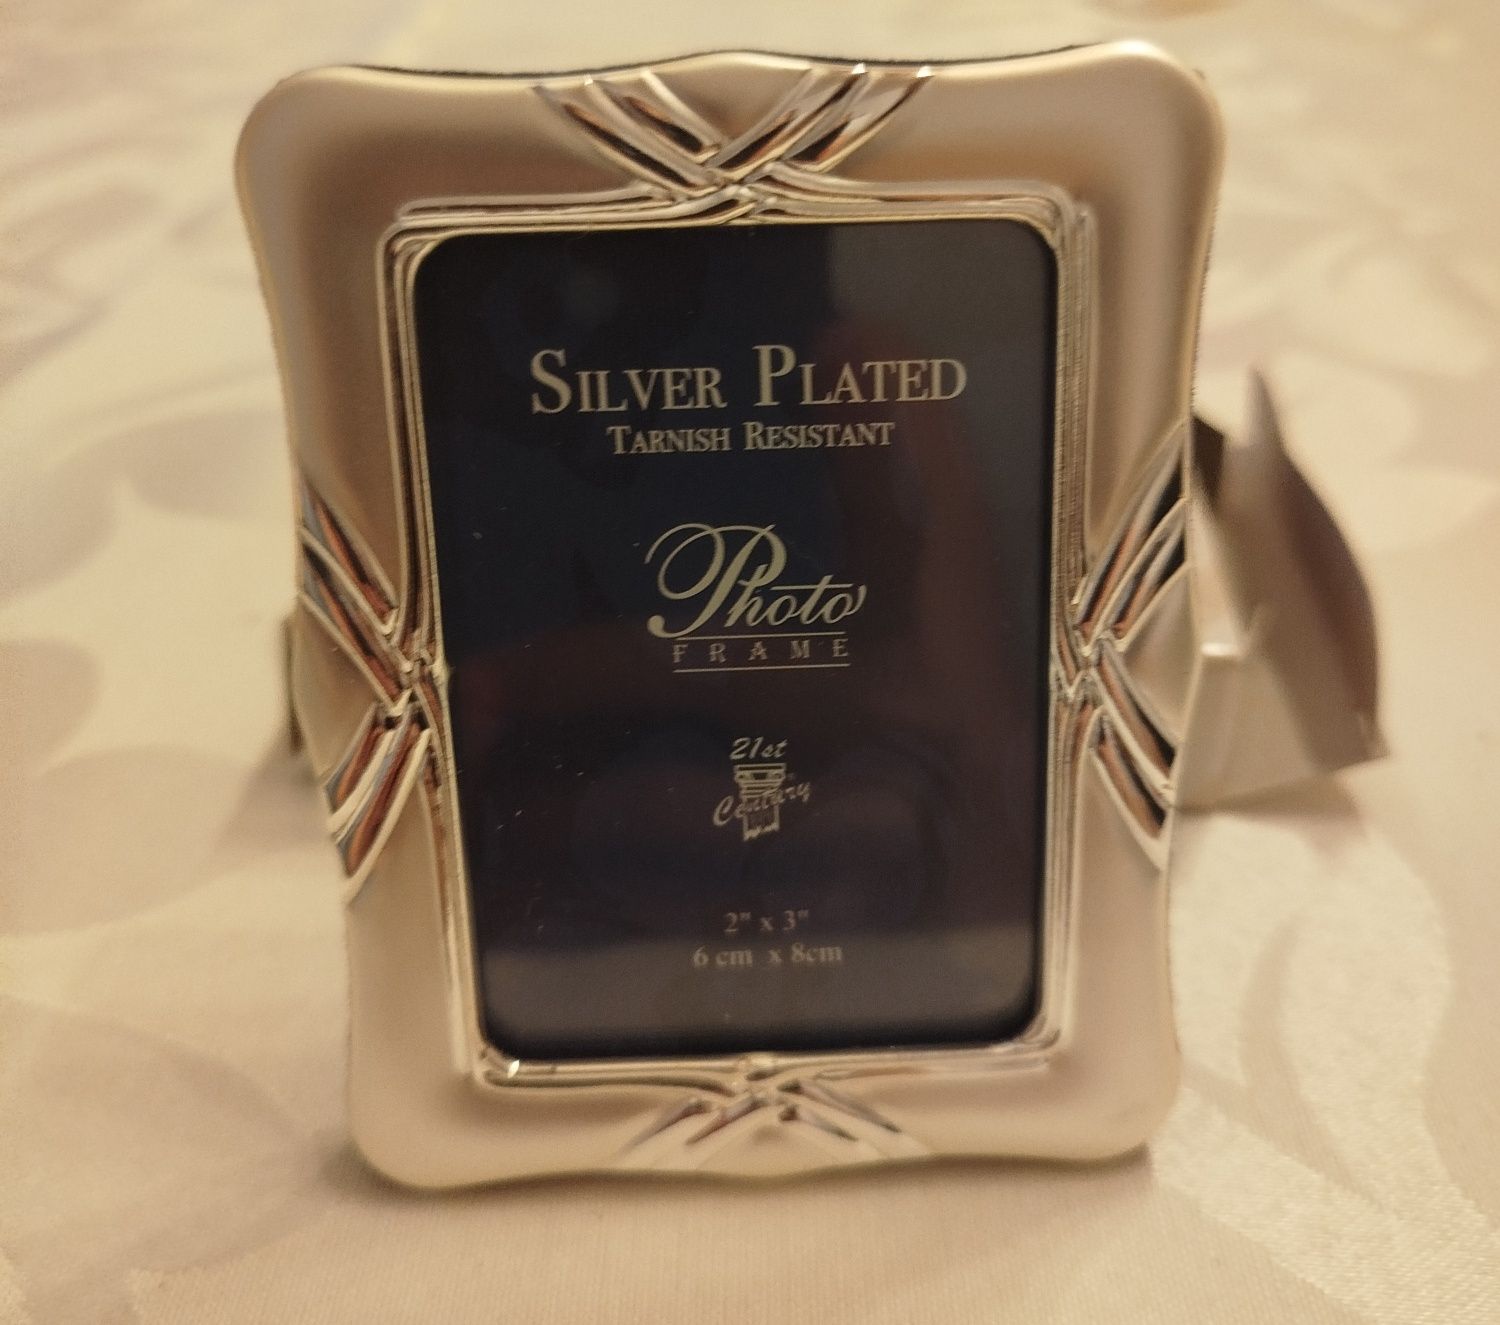 SILVER PLATED
TARNISH RESISTANT
Photo
FRAME
21st
Century
2" x 3"
6 cm x 8cm